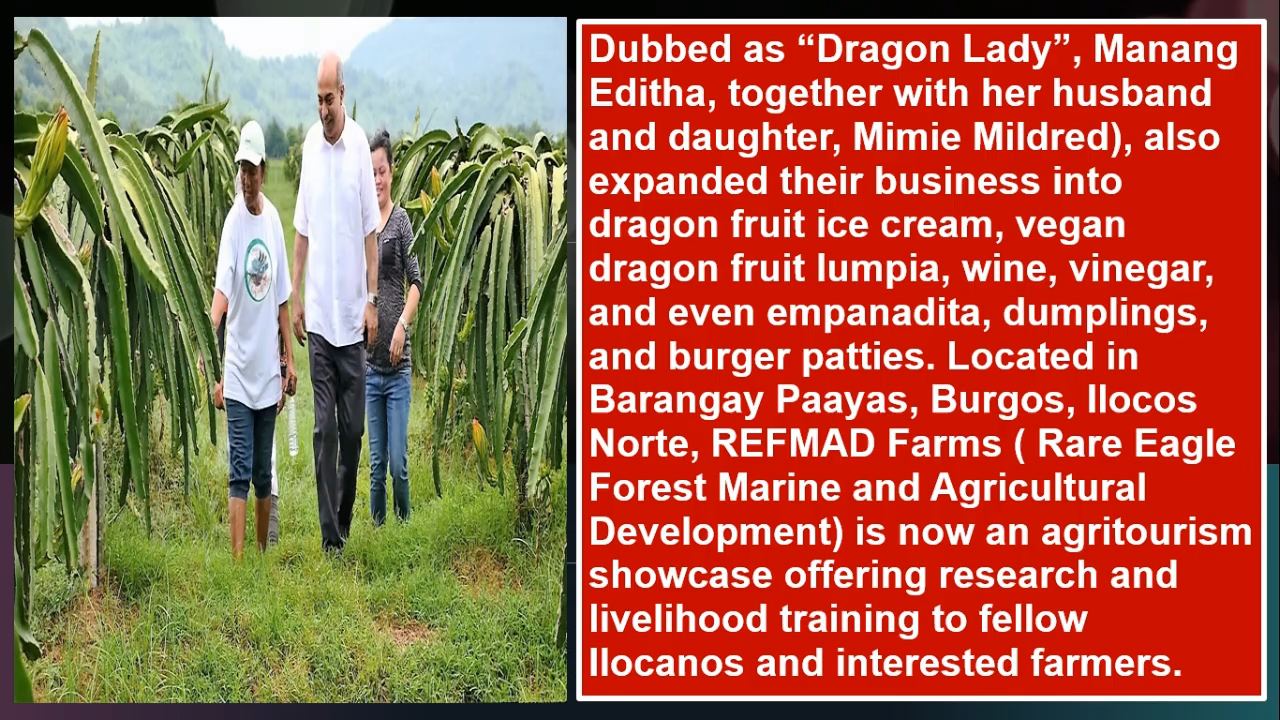 Dubbed as “Dragon Lady”, Manang
Editha, together with her husband
and daughter, Mimie Mildred), also
expanded their business into
dragon fruit ice cream, vegan
dragon fruit lumpia, wine, vinegar,
and even empanadita, dumplings,
and burger patties. Located in
Barangay Paayas, Burgos, Ilocos
Norte, REFMAD Farms ( Rare Eagle
Forest Marine and Agricultural
Development) is now an agritourism
showcase offering research and
livelihood training to fellow
Ilocanos and interested farmers.